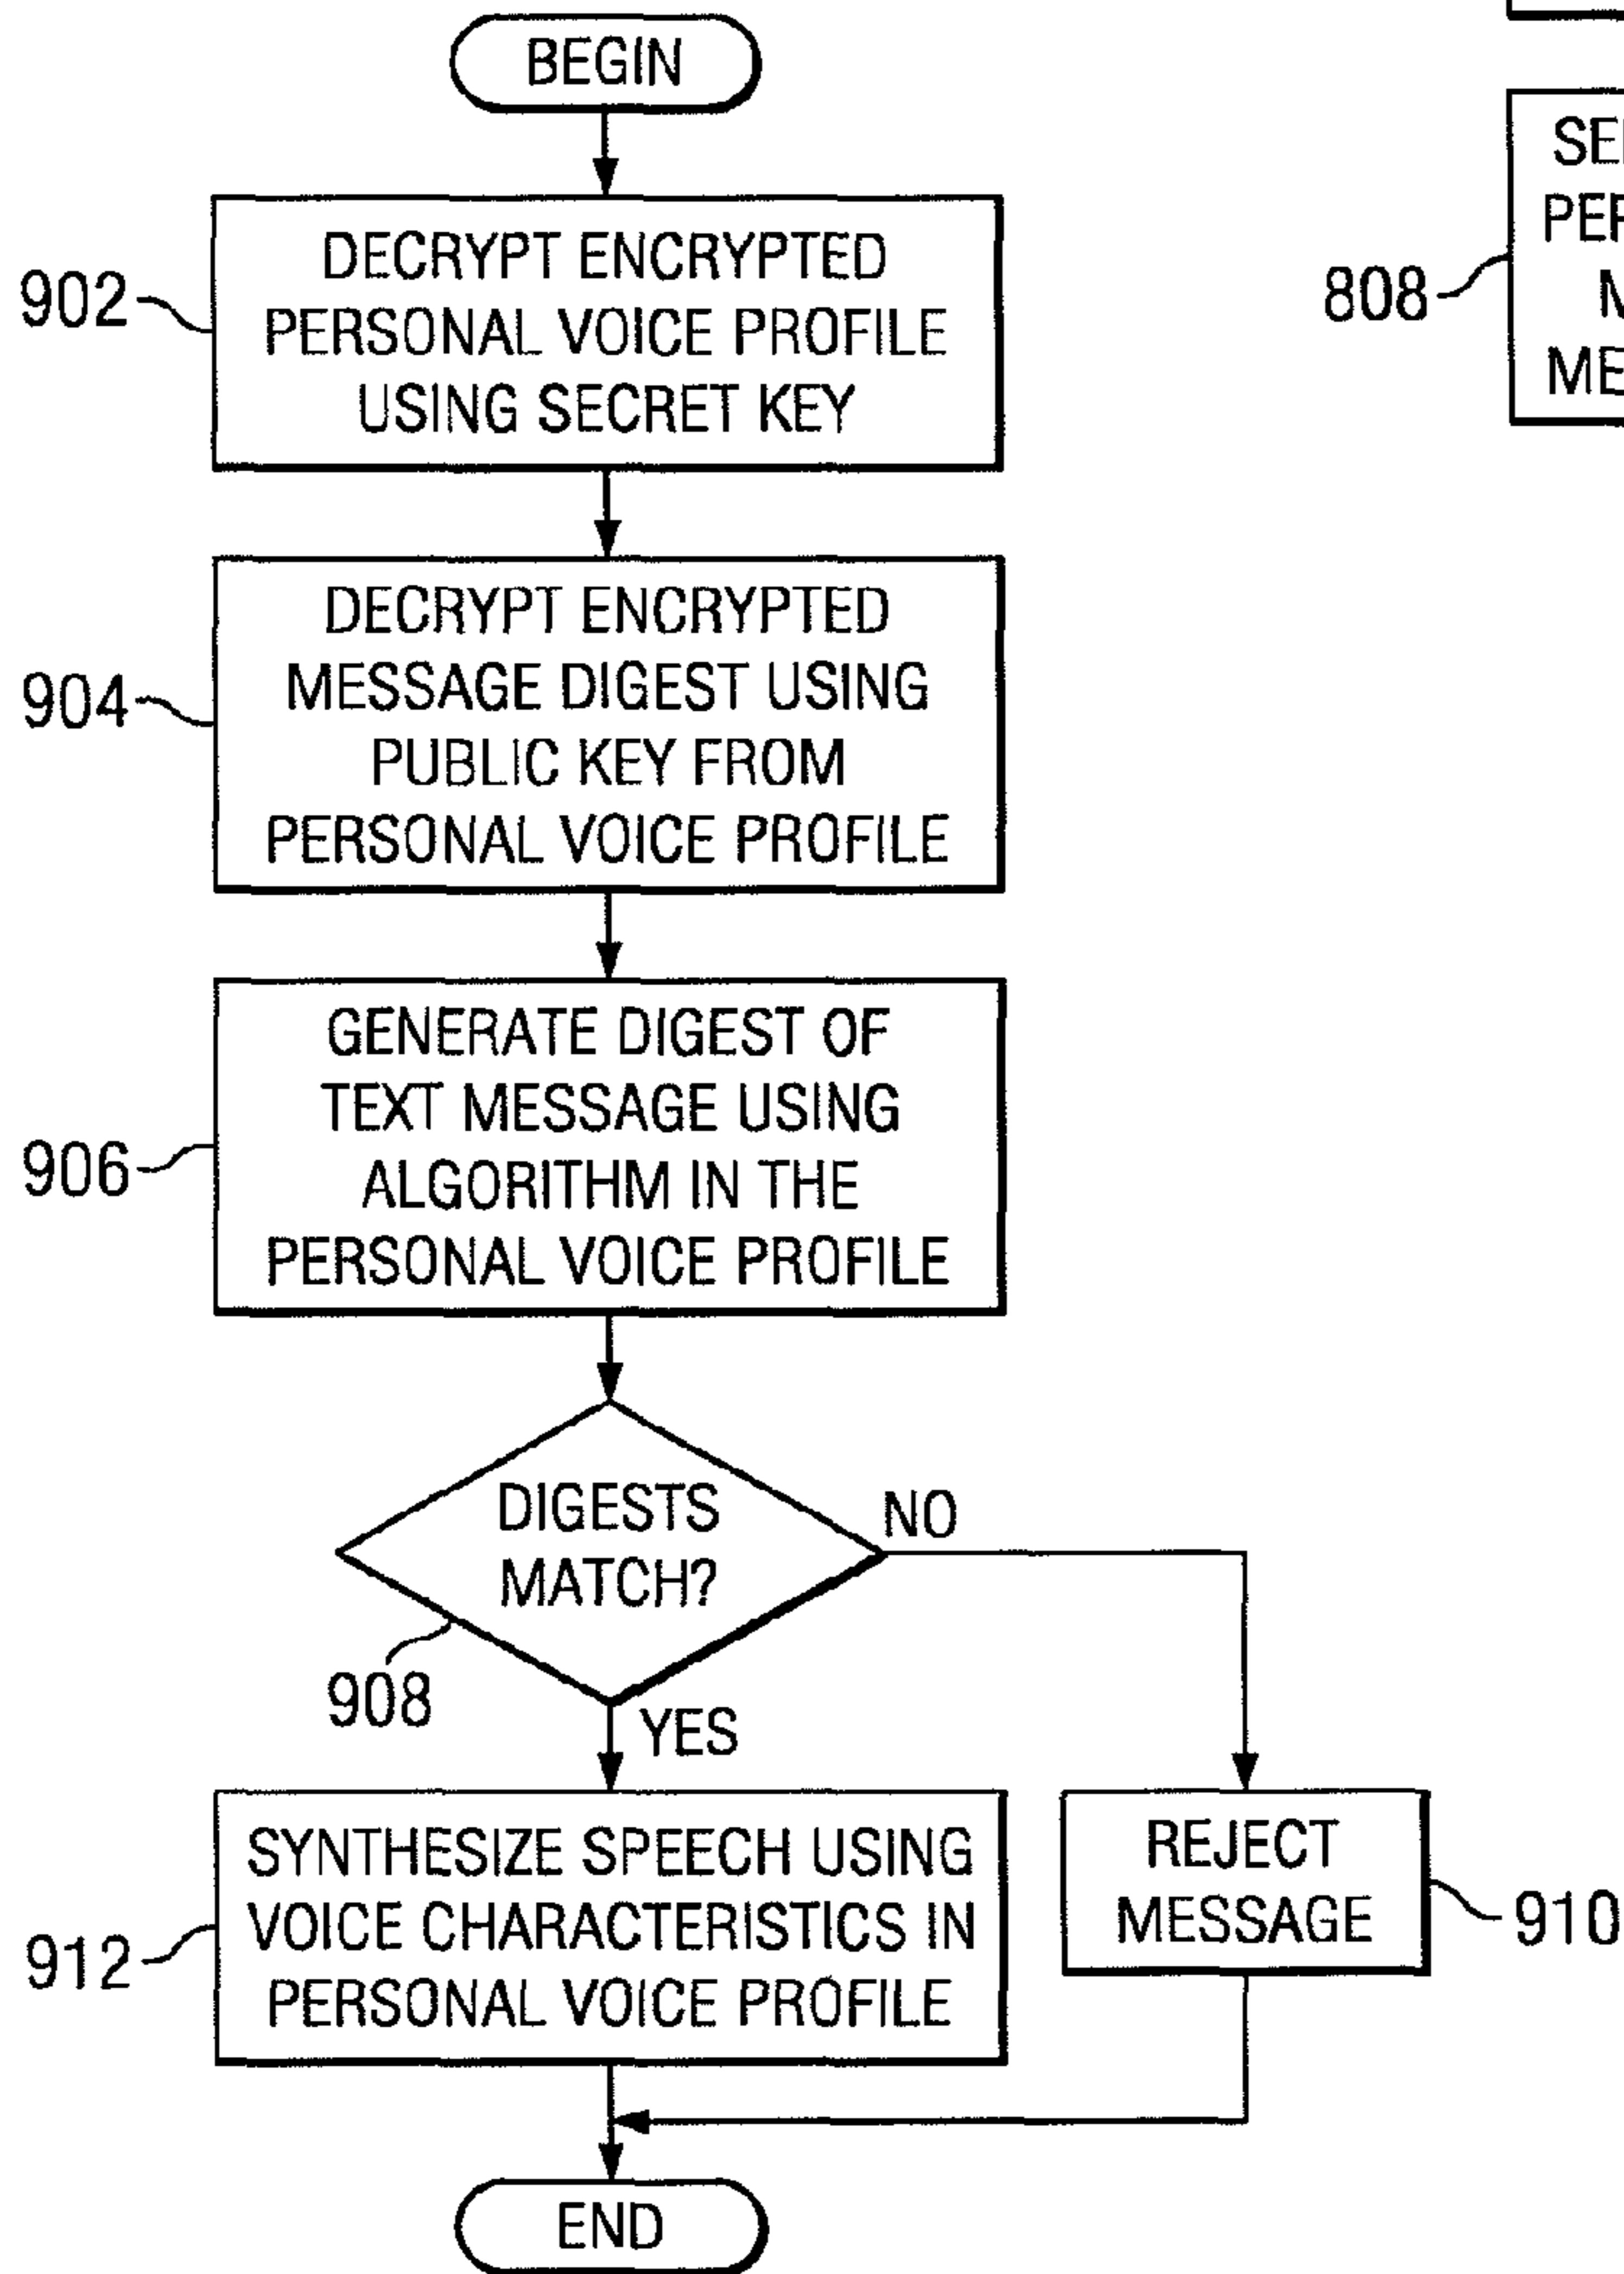 BEGIN
902
DECRYPT ENCRYPTED
PERSONAL VOICE PROFILE
USING SECRET KEY
904
DECRYPT ENCRYPTED
MESSAGE DIGEST USING
PUBLIC KEY FROM
PERSONAL VOICE PROFILE
906
GENERATE DIGEST OF
TEXT MESSAGE USING
ALGORITHM IN THE
PERSONAL VOICE PROFILE
DIGESTS
MATCH?
NO
908
YES
912
SYNTHESIZE SPEECH USING
VOICE CHARACTERISTICS IN
PERSONAL VOICE PROFILE
REJECT
MESSAGE
910
END
808